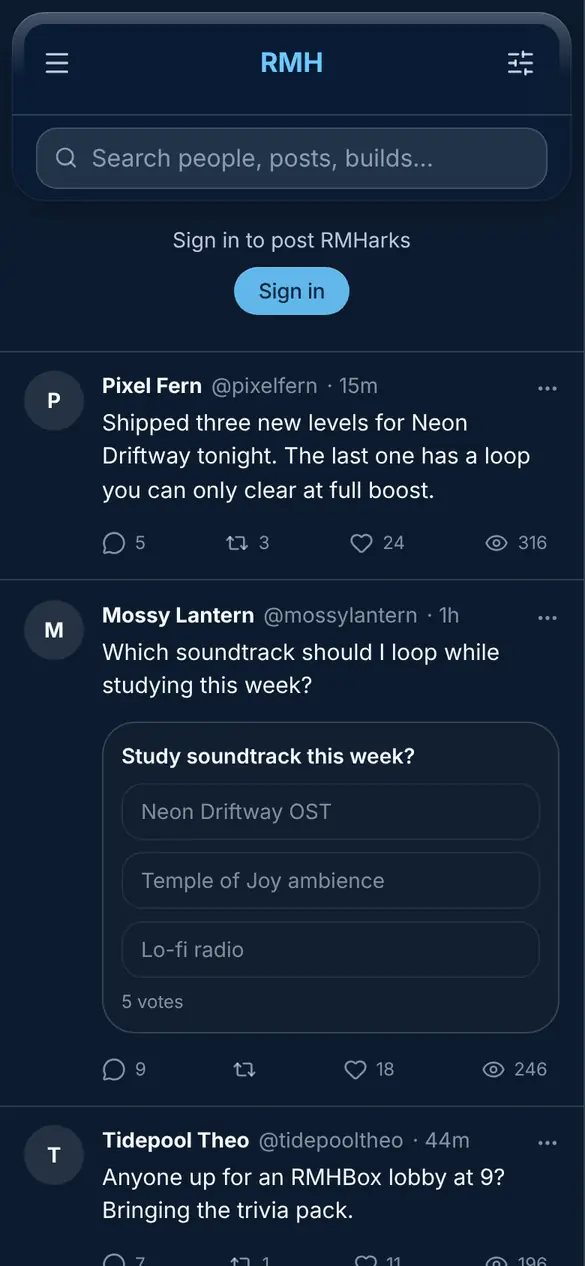 RMH
Search people, posts, builds...
Sign in to post RMHarks
Sign in
P
Pixel Fern @pixelfern · 15m
Shipped three new levels for Neon
Driftway tonight. The last one has a loop
you can only clear at full boost.
5 3 24 316
M
Mossy Lantern @mossylantern · 1h
Which soundtrack should I loop while
studying this week?
Study soundtrack this week?
Neon Driftway OST
Temple of Joy ambience
Lo-fi radio
5 votes
9 18 246
T
Tidepool Theo @tidepooltheo · 44m
Anyone up for an RMHBox lobby at 9?
Bringing the trivia pack.
7 1 11 196